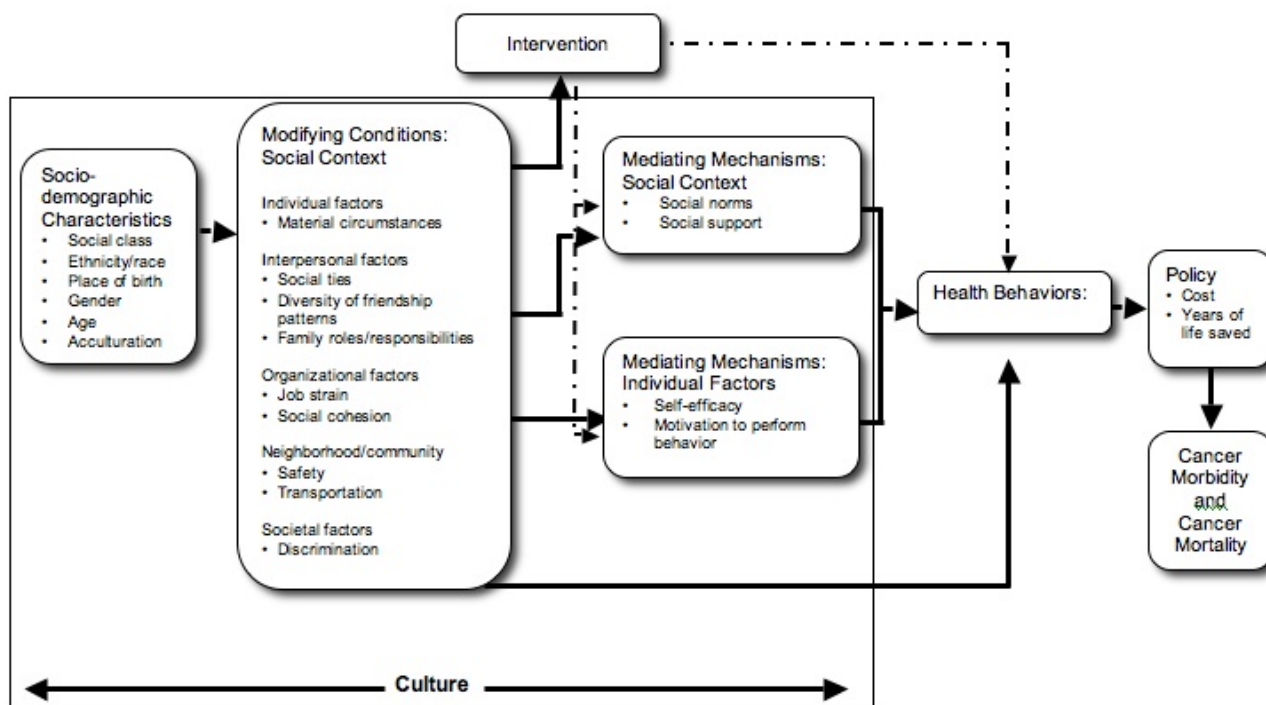 Intervention
Socio-
demographic
Characteristics
• Social class
• Ethnicity/race
• Place of birth
• Gender
• Age
• Acculturation
Modifying Conditions:
Social Context
Individual factors
• Material circumstances
Interpersonal factors
• Social ties
• Diversity of friendship
patterns
• Family roles/responsibilities
Organizational factors
• Job strain
• Social cohesion
Neighborhood/community
• Safety
• Transportation
Societal factors
• Discrimination
Mediating Mechanisms:
Social Context
• Social norms
• Social support
Mediating Mechanisms:
Individual Factors
• Self-efficacy
• Motivation to perform
behavior
Health Behaviors:
Policy
• Cost
• Years of
life saved
Cancer
Morbidity
and
Cancer
Mortality
Culture